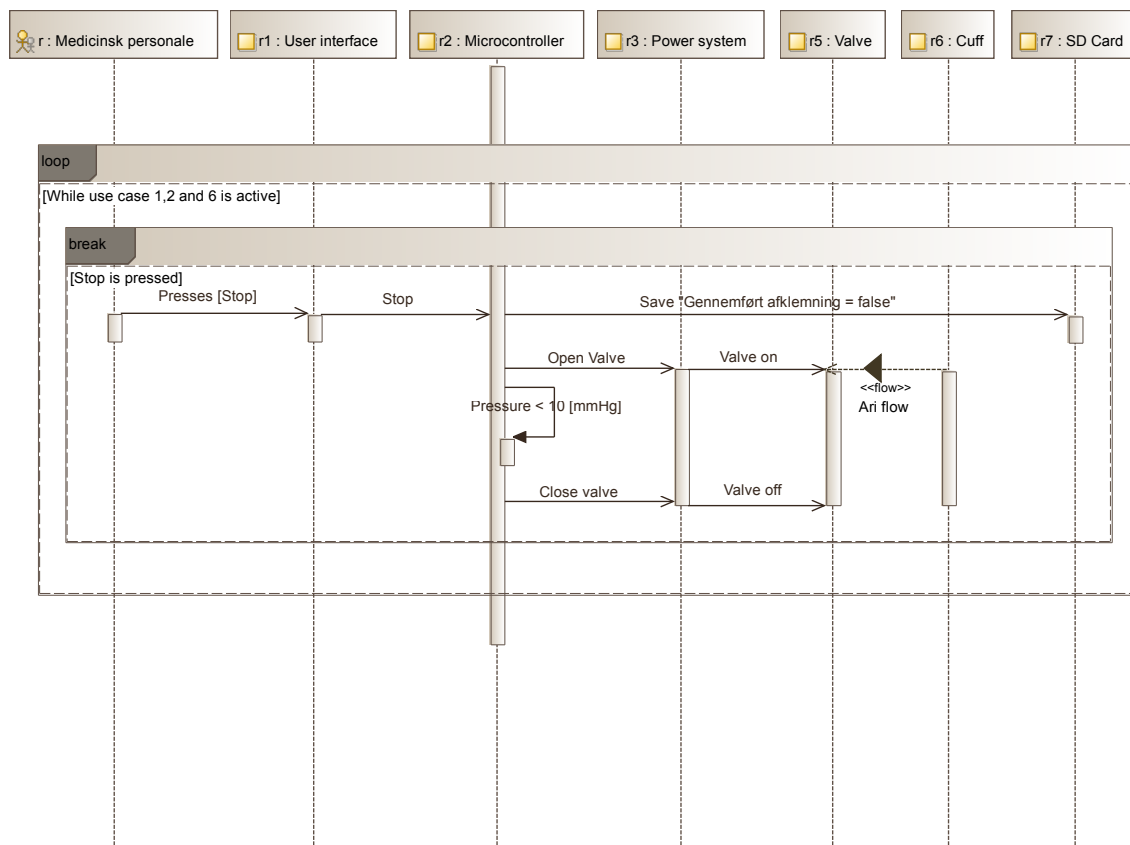 r : Medicinsk personale
r1 : User interface
r2 : Microcontroller
r3 : Power system
r5 : Valve
r6 : Cuff
r7 : SD Card
loop
[While use case 1,2 and 6 is active]
break
[Stop is pressed]
Presses [Stop]
Stop
Save "Gennemført afklemning = false"
Open Valve
Valve on
<<flow>>
Ari flow
Pressure < 10 [mmHg]
Close valve
Valve off